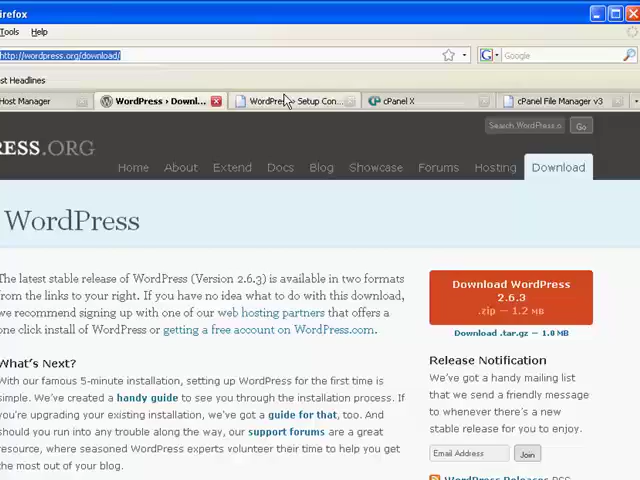 irefox
Tools Help
http://wordpress.org/download/
Google
st Headlines
Host Manager
WordPress › Downl...
WordPre › Setup Con...
cPanel X
cPanel File Manager v3
RESS.ORG
Search WordPress.o
Go
Home About Extend Docs Blog Showcase Forums Hosting Download
WordPress
The latest stable release of WordPress (Version 2.6.3) is available in two formats
from the links to your right. If you have no idea what to do with this download,
we recommend signing up with one of our web hosting partners that offers a
one click install of WordPress or getting a free account on WordPress.com.
Download WordPress
2.6.3
.zip — 1.2 MB
Download .tar.gz — 1.0 MB
What's Next?
With our famous 5-minute installation, setting up WordPress for the first time is
simple. We've created a handy guide to see you through the installation process. If
you're upgrading your existing installation, we've got a guide for that, too. And
should you run into any trouble along the way, our support forums are a great
resource, where seasoned WordPress experts volunteer their time to help you get
the most out of your blog.
Release Notification
We've got a handy mailing list
that we send a friendly message
to whenever there's a new
stable release for you to enjoy.
Email Address
Join
WordPress Releases RSS